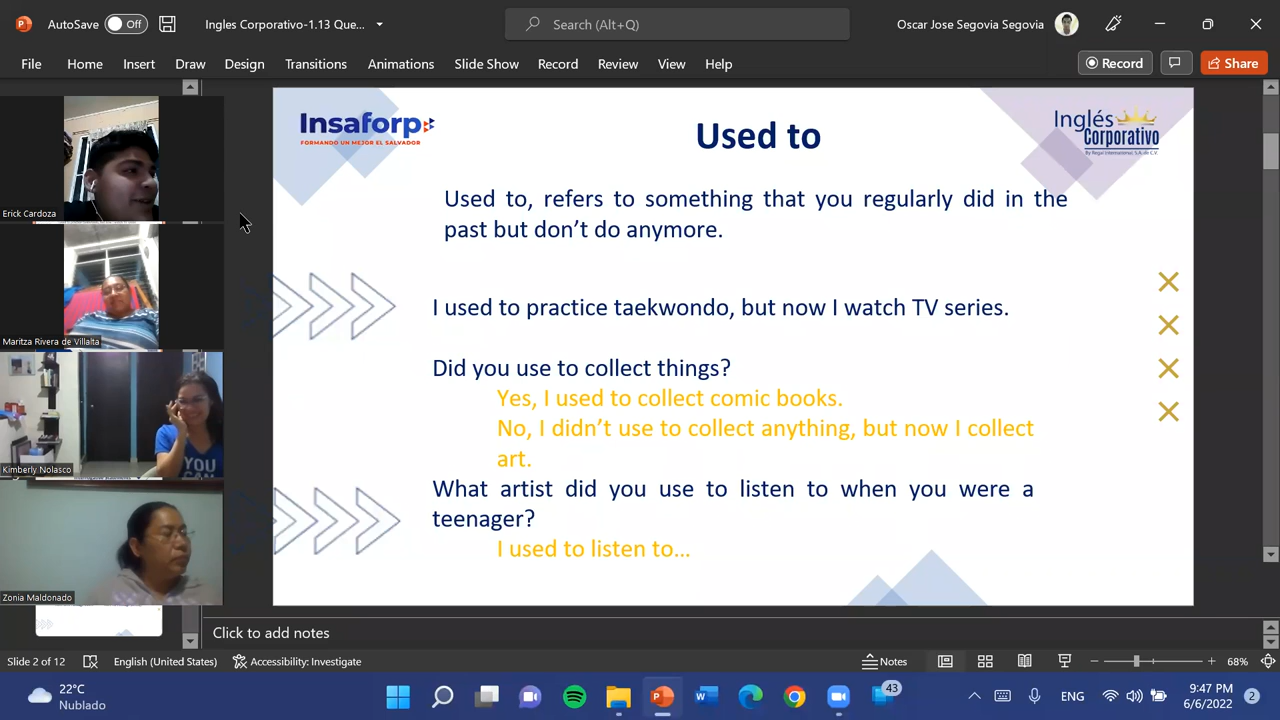 AutoSave Off Ingles Corporativo-1.13 Que... Search (Alt+Q) Oscar Jose Segovia Segovia
File Home Insert Draw Design Transitions Animations Slide Show Record Review View Help Record Share
Insaforp
FORMANDO UN MEJOR EL SALVADOR
Used to
Inglés
Corporativo
By Regal International, S.A. de C.V.
Used to, refers to something that you regularly did in the
past but don't do anymore.
I used to practice taekwondo, but now I watch TV series.
Did you use to collect things?
Yes, I used to collect comic books.
No, I didn't use to collect anything, but now I collect
art.
What artist did you use to listen to when you were a
teenager?
I used to listen to...
Erick Cardoza
Maritza Rivera de Villalta
Kimberly Nolasco
YOU
CAN
Zonia Maldonado
Click to add notes
Slide 2 of 12 English (United States) Accessibility: Investigate Notes 68%
22°C
Nublado
43
ENG
9:47 PM
6/6/2022
2